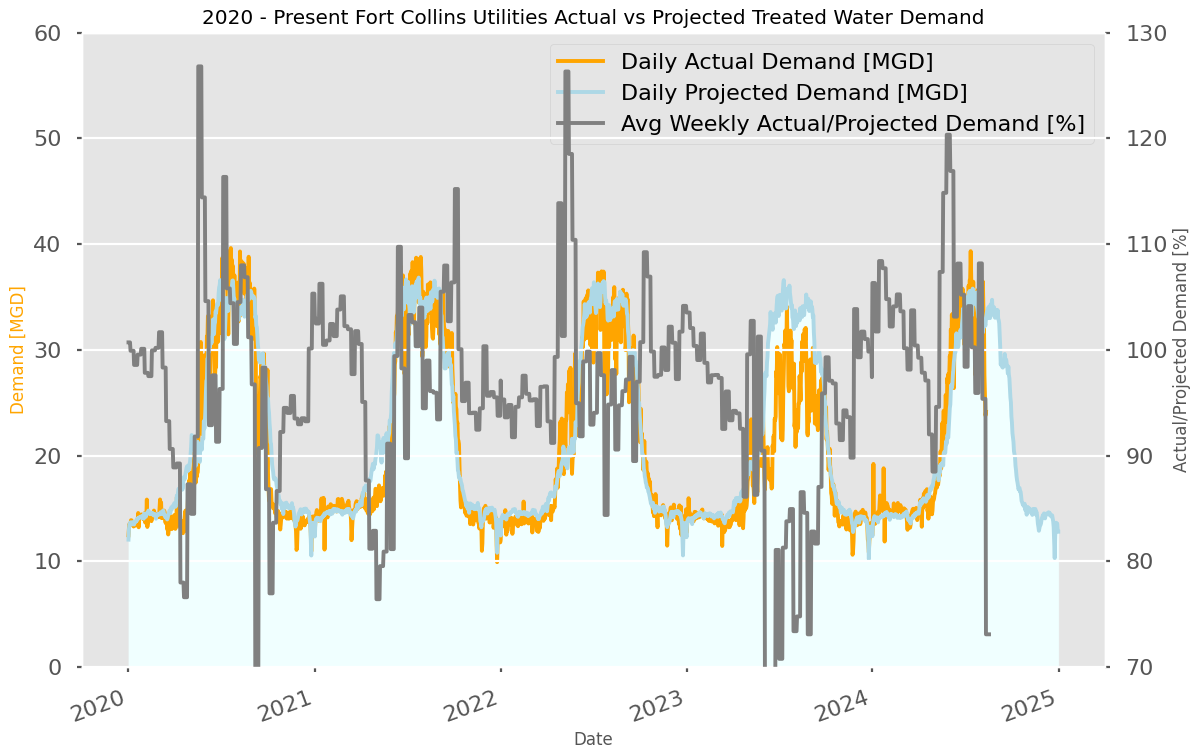 2020 - Present Fort Collins Utilities Actual vs Projected Treated Water Demand
Daily Actual Demand [MGD]
Daily Projected Demand [MGD]
Avg Weekly Actual/Projected Demand [%]
60
50
40
30
20
10
0
Demand [MGD]
130
120
110
100
90
80
70
Actual/Projected Demand [%]
2020
2021
2022
2023
2024
2025
Date